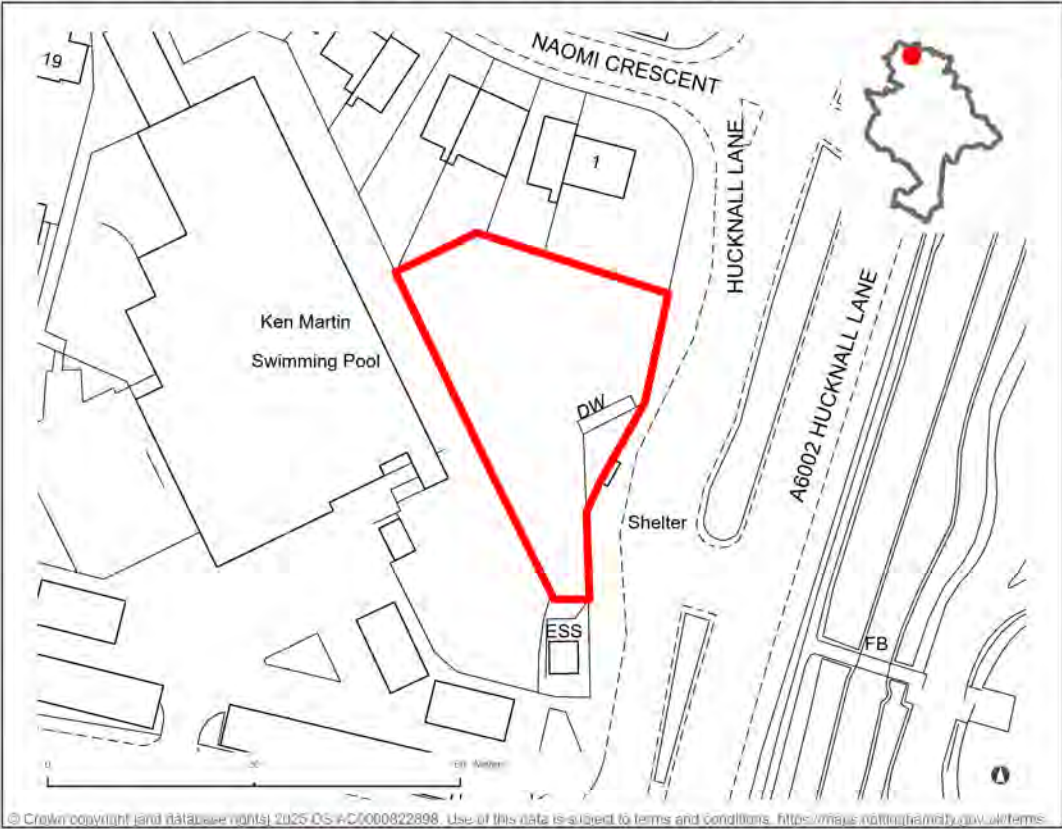 19
NAOMI CRESCENT
1
HUCKNALL LANE
Ken Martin
Swimming Pool
A6002 HUCKNALL LANE
DW
Shelter
ESS
FB
0
© Crown copyright and database rights 2025 OS AC0000822898. Use of this data is subject to terms and conditions. https://maps.nottinghamcity.gov.uk/terms